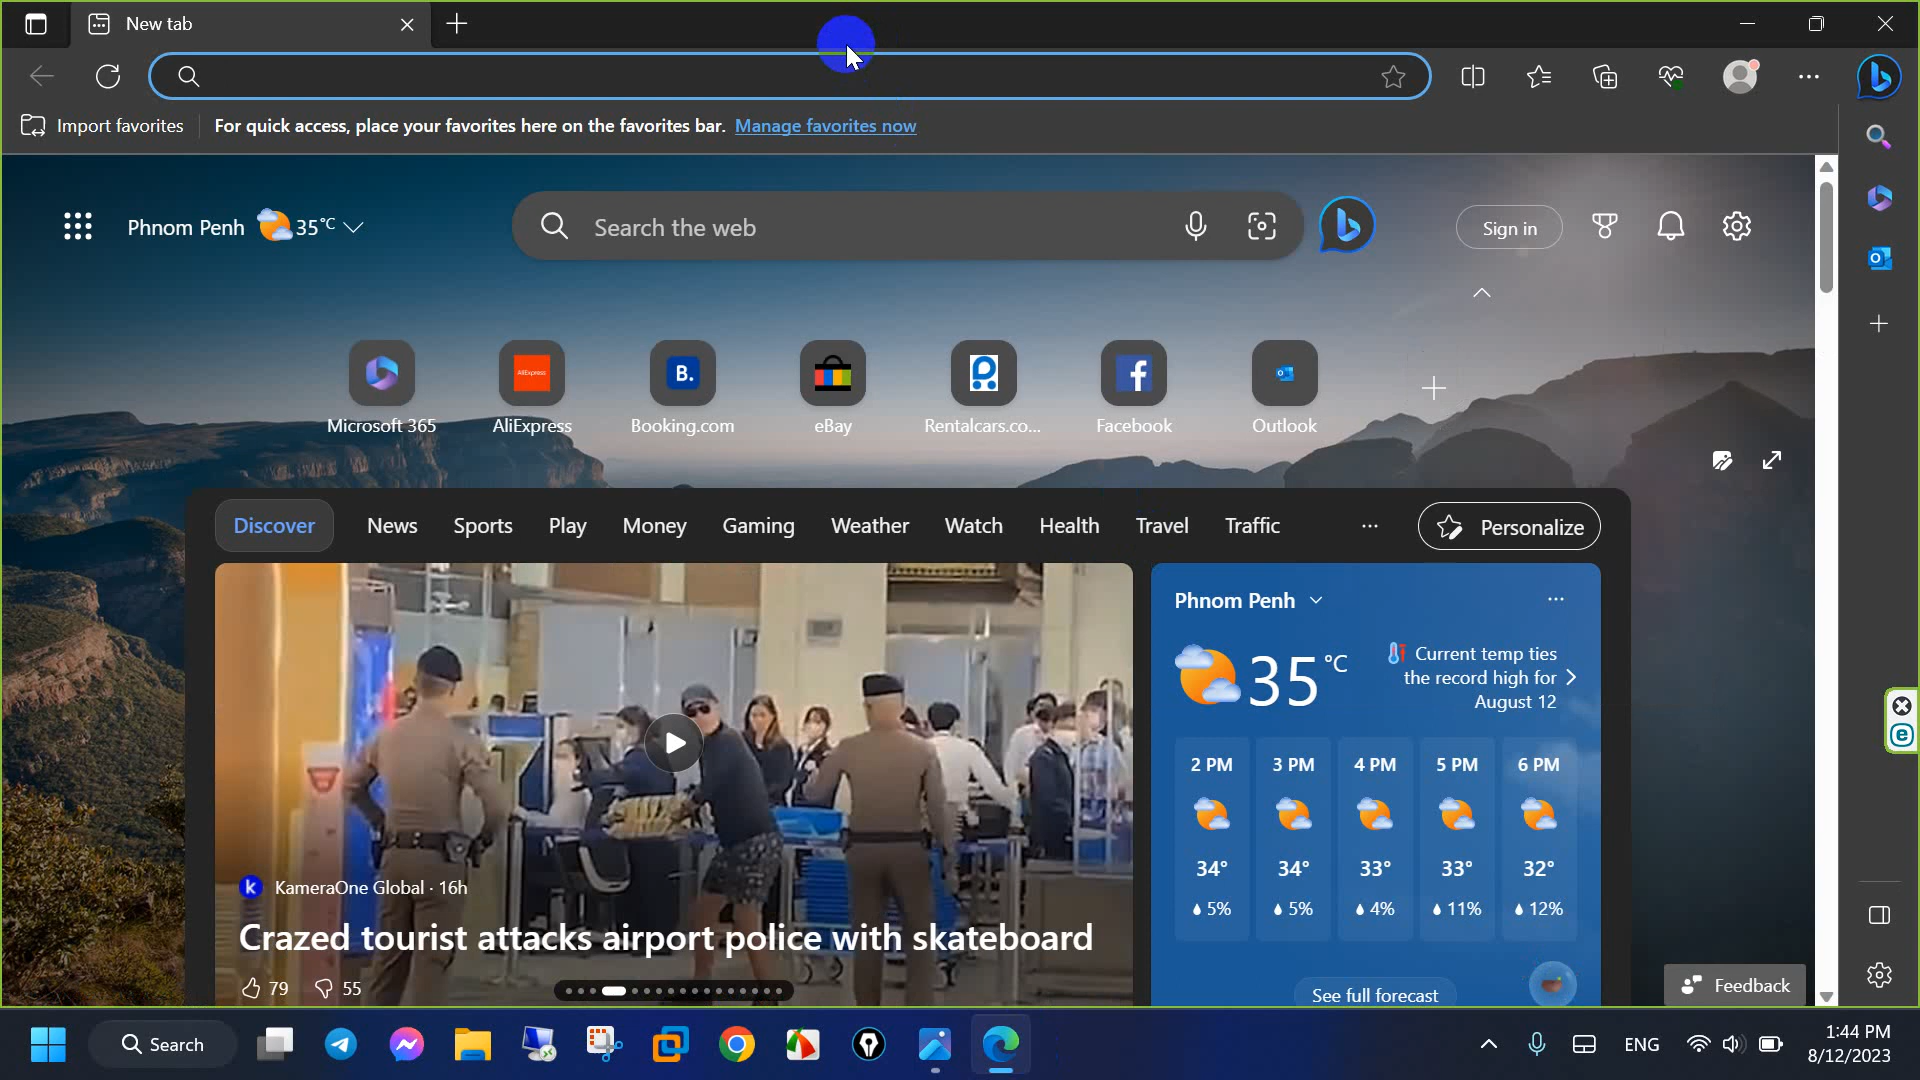 New tab
Import favorites
For quick access, place your favorites here on the favorites bar. Manage favorites now
Phnom Penh 35°C
Search the web
Sign in
Microsoft 365
AliExpress
Booking.com
eBay
Rentalcars.co...
Facebook
Outlook
Discover
News
Sports
Play
Money
Gaming
Weather
Watch
Health
Travel
Traffic
Personalize
KameraOne Global · 16h
Crazed tourist attacks airport police with skateboard
79 55
Phnom Penh
35 °C
Current temp ties
the record high for
August 12
2 PM 3 PM 4 PM 5 PM 6 PM
34° 34° 33° 33° 32°
5% 5% 4% 11% 12%
See full forecast
Feedback
Search
ENG
1:44 PM
8/12/2023